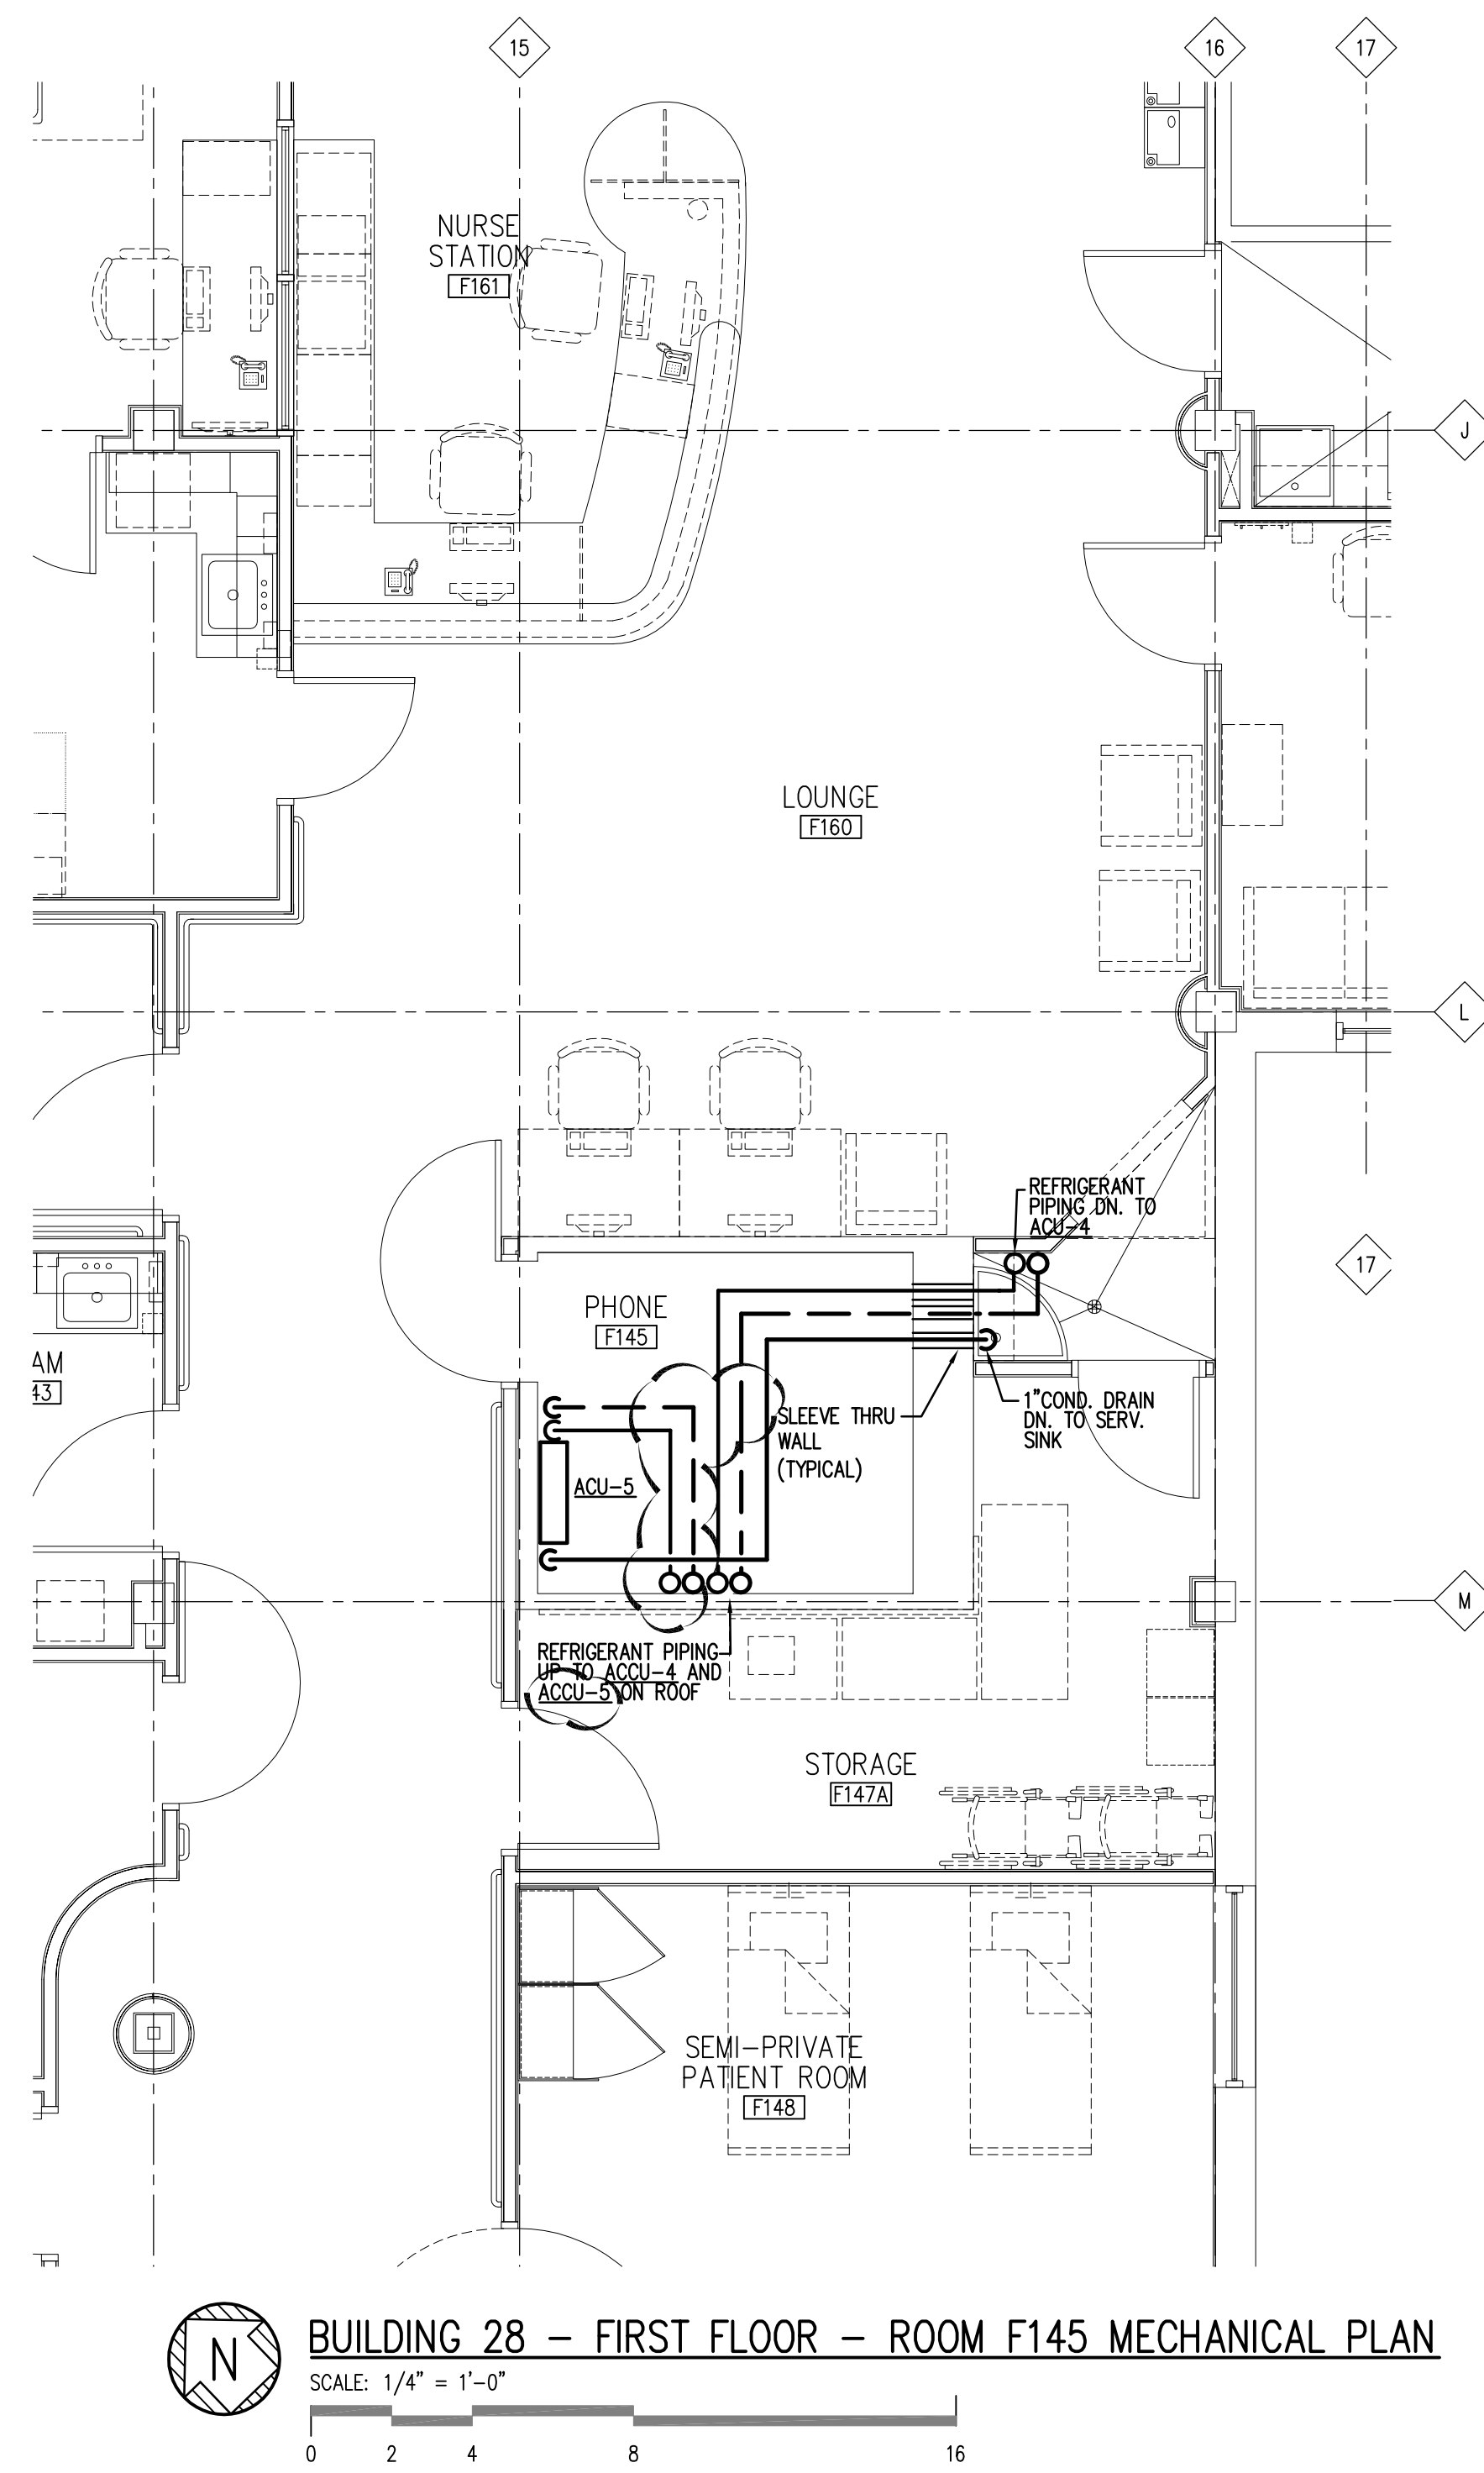 15
16
17
NURSE
STATION
F161
J
LOUNGE
F160
L
REFRIGERANT
PIPING DN. TO
ACU-4
17
PHONE
F145
AM
43
1"COND. DRAIN
DN. TO SERV.
SINK
SLEEVE THRU
WALL
(TYPICAL)
ACU-5
M
REFRIGERANT PIPING
UP TO ACCU-4 AND
ACCU-5 ON ROOF
STORAGE
F147A
SEMI-PRIVATE
PATIENT ROOM
F148
N
BUILDING 28 - FIRST FLOOR - ROOM F145 MECHANICAL PLAN
SCALE: 1/4" = 1'-0"
0 2 4 8 16